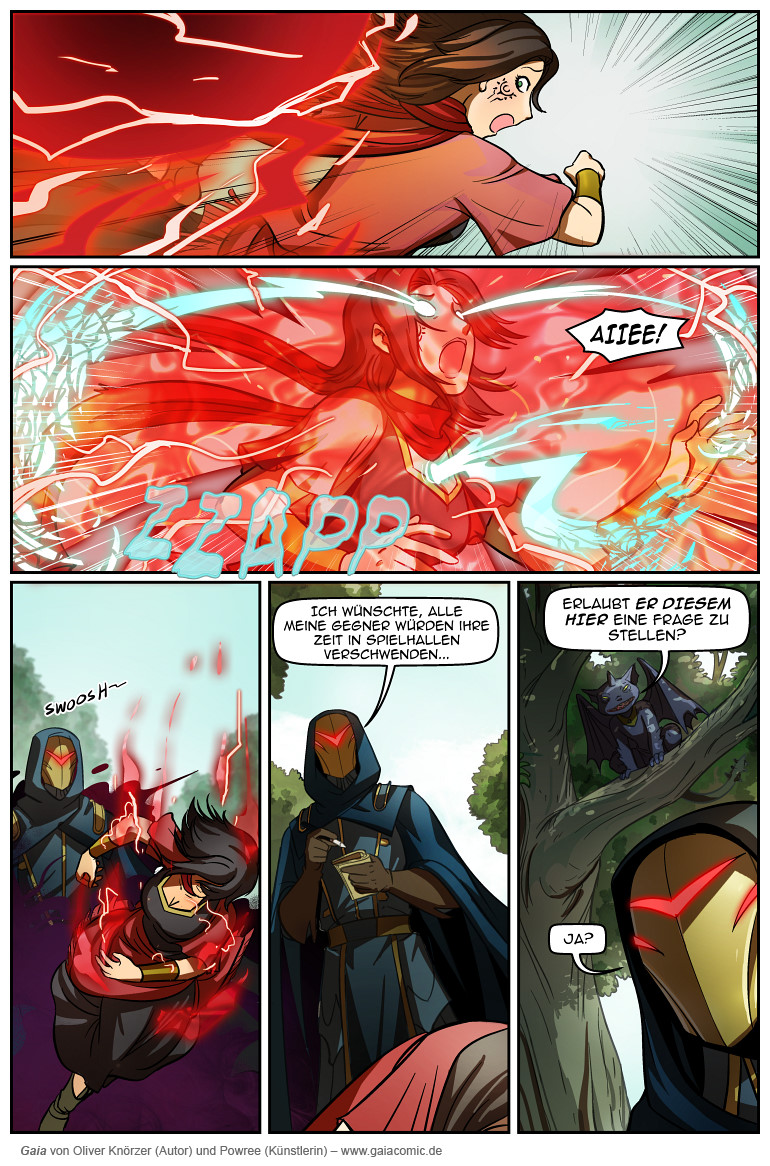 AIIEE!
ZZAPP
SWOOSH~
ICH WÜNSCHTE, ALLE
MEINE GEGNER WÜRDEN IHRE
ZEIT IN SPIELHALLEN
VERSCHWENDEN...
ERLAUBT ER DIESEM
HIER EINE FRAGE ZU
STELLEN?
JA?
Gaia von Oliver Knörzer (Autor) und Powree (Künstlerin) – www.gaiacomic.de